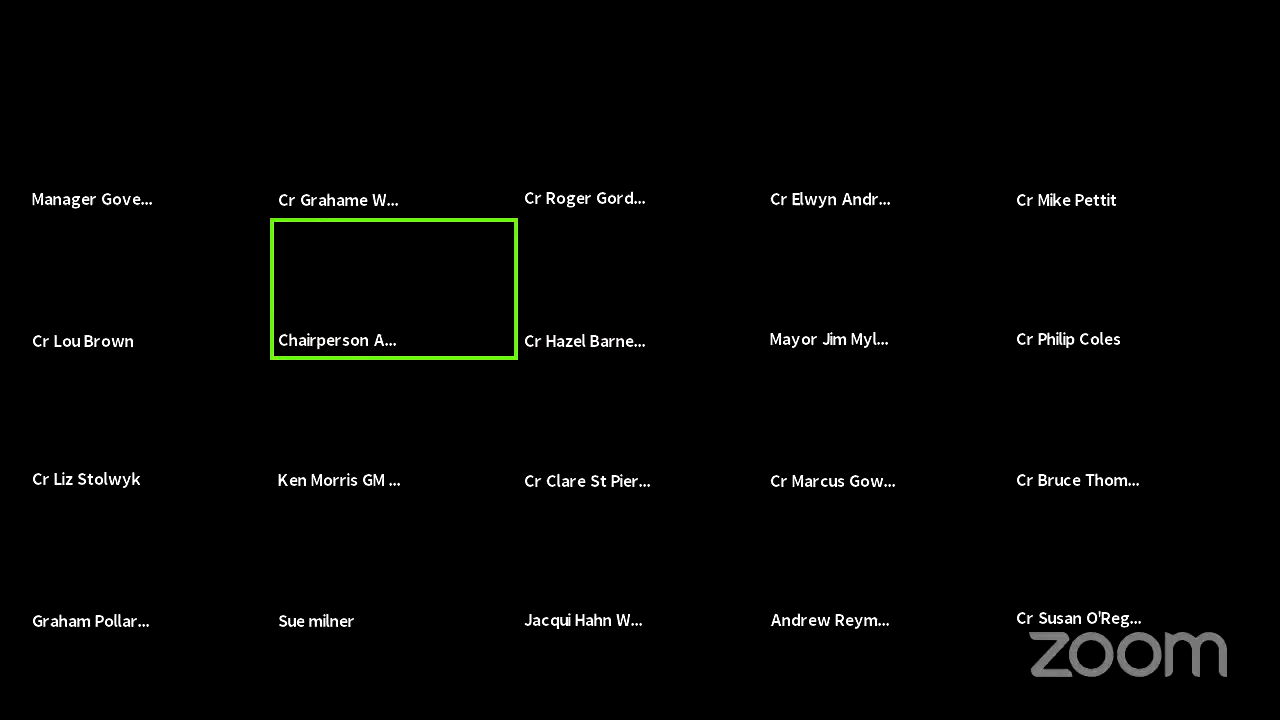 Manager Gove...
Cr Grahame W...
Cr Roger Gord...
Cr Elwyn Andr...
Cr Mike Pettit
Cr Lou Brown
Chairperson A...
Cr Hazel Barne...
Mayor Jim Myl...
Cr Philip Coles
Cr Liz Stolwyk
Ken Morris GM ...
Cr Clare St Pier...
Cr Marcus Gow...
Cr Bruce Thom...
Graham Pollar...
Sue milner
Jacqui Hahn W...
Andrew Reym...
Cr Susan O'Reg...
zoom